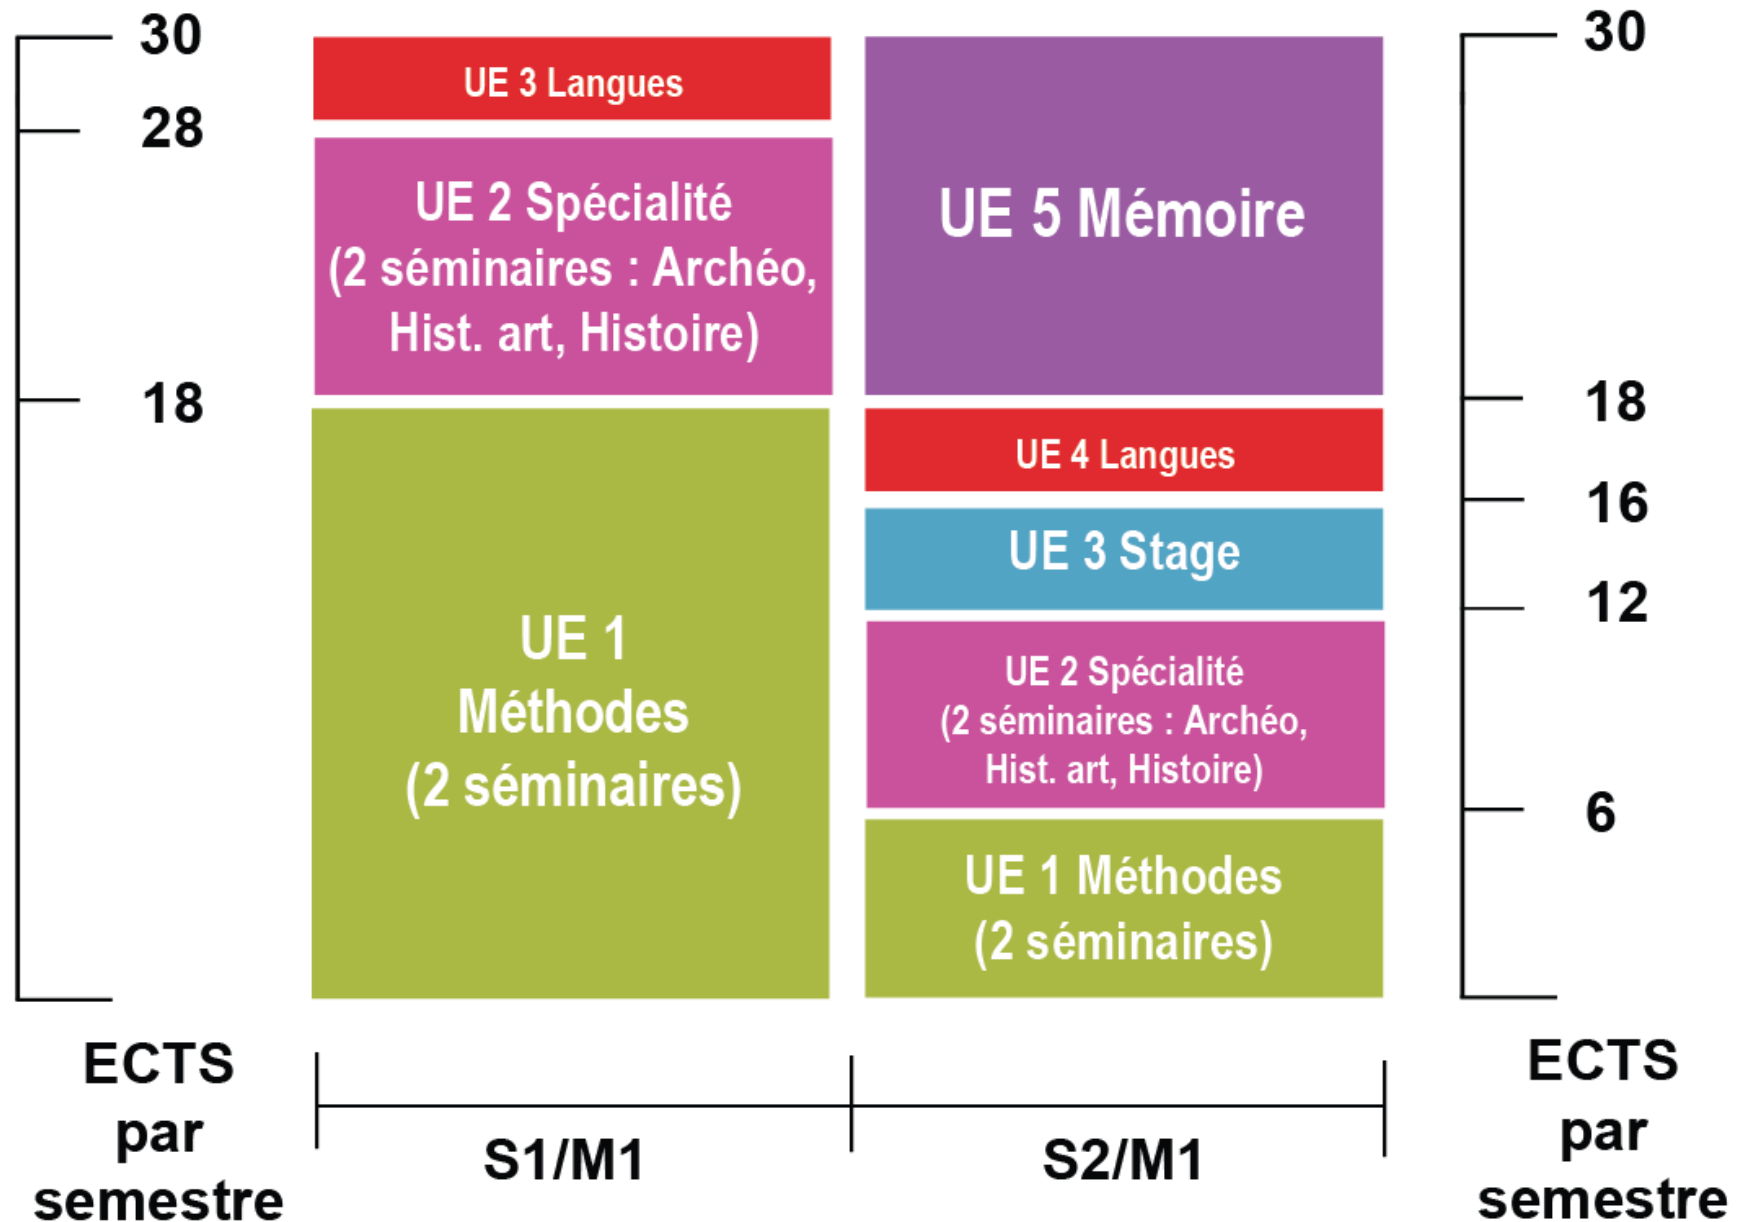 30
28
18
UE 3 Langues
UE 2 Spécialité
(2 séminaires : Archéo,
Hist. art, Histoire)
UE 1
Méthodes
(2 séminaires)
UE 5 Mémoire
UE 4 Langues
UE 3 Stage
UE 2 Spécialité
(2 séminaires : Archéo,
Hist. art, Histoire)
UE 1 Méthodes
(2 séminaires)
30
18
16
12
6
ECTS
par
semestre
S1/M1
S2/M1
ECTS
par
semestre